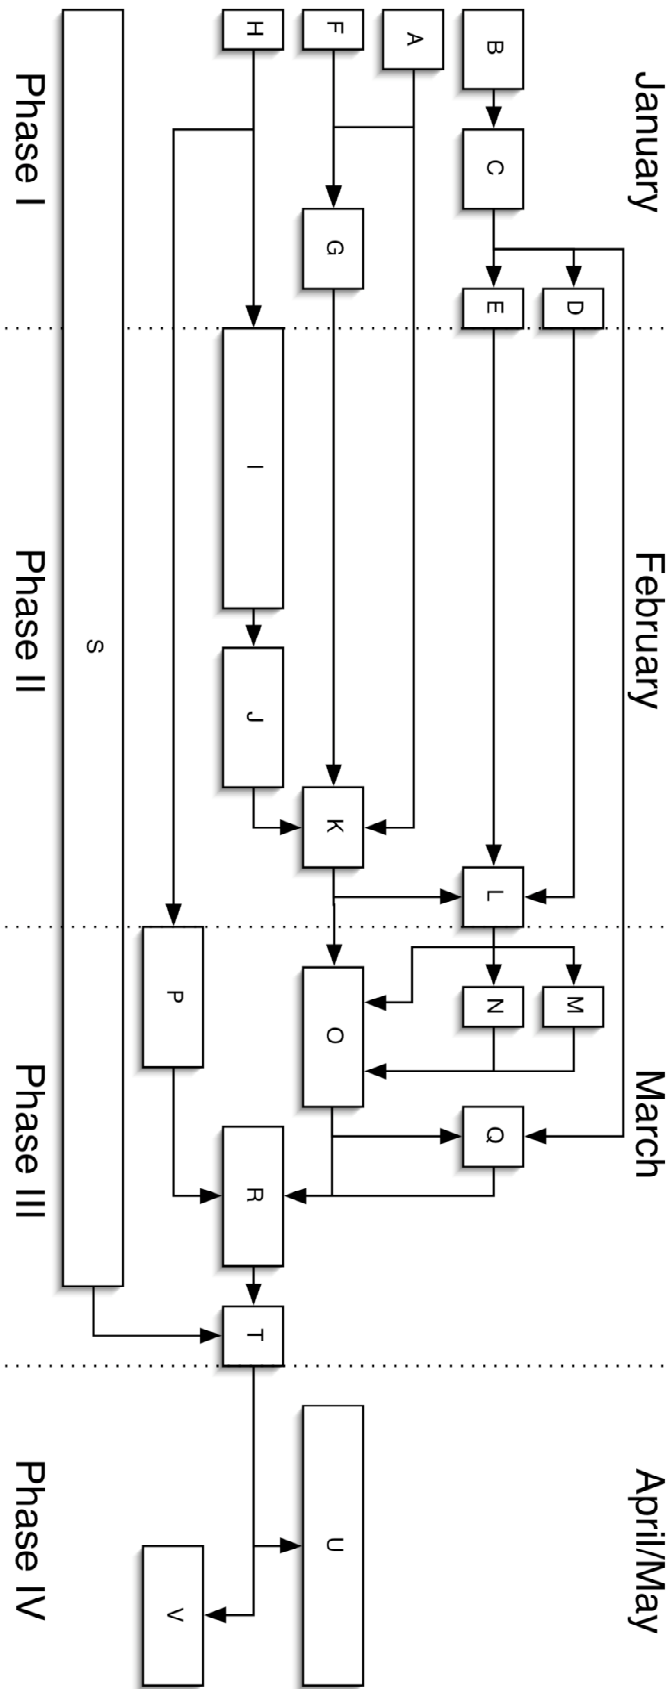 January
February
March
April/May
B
C
D
E
A
F
G
H
I
J
K
L
M
N
O
P
Q
R
S
T
U
V
Phase I
Phase II
Phase III
Phase IV